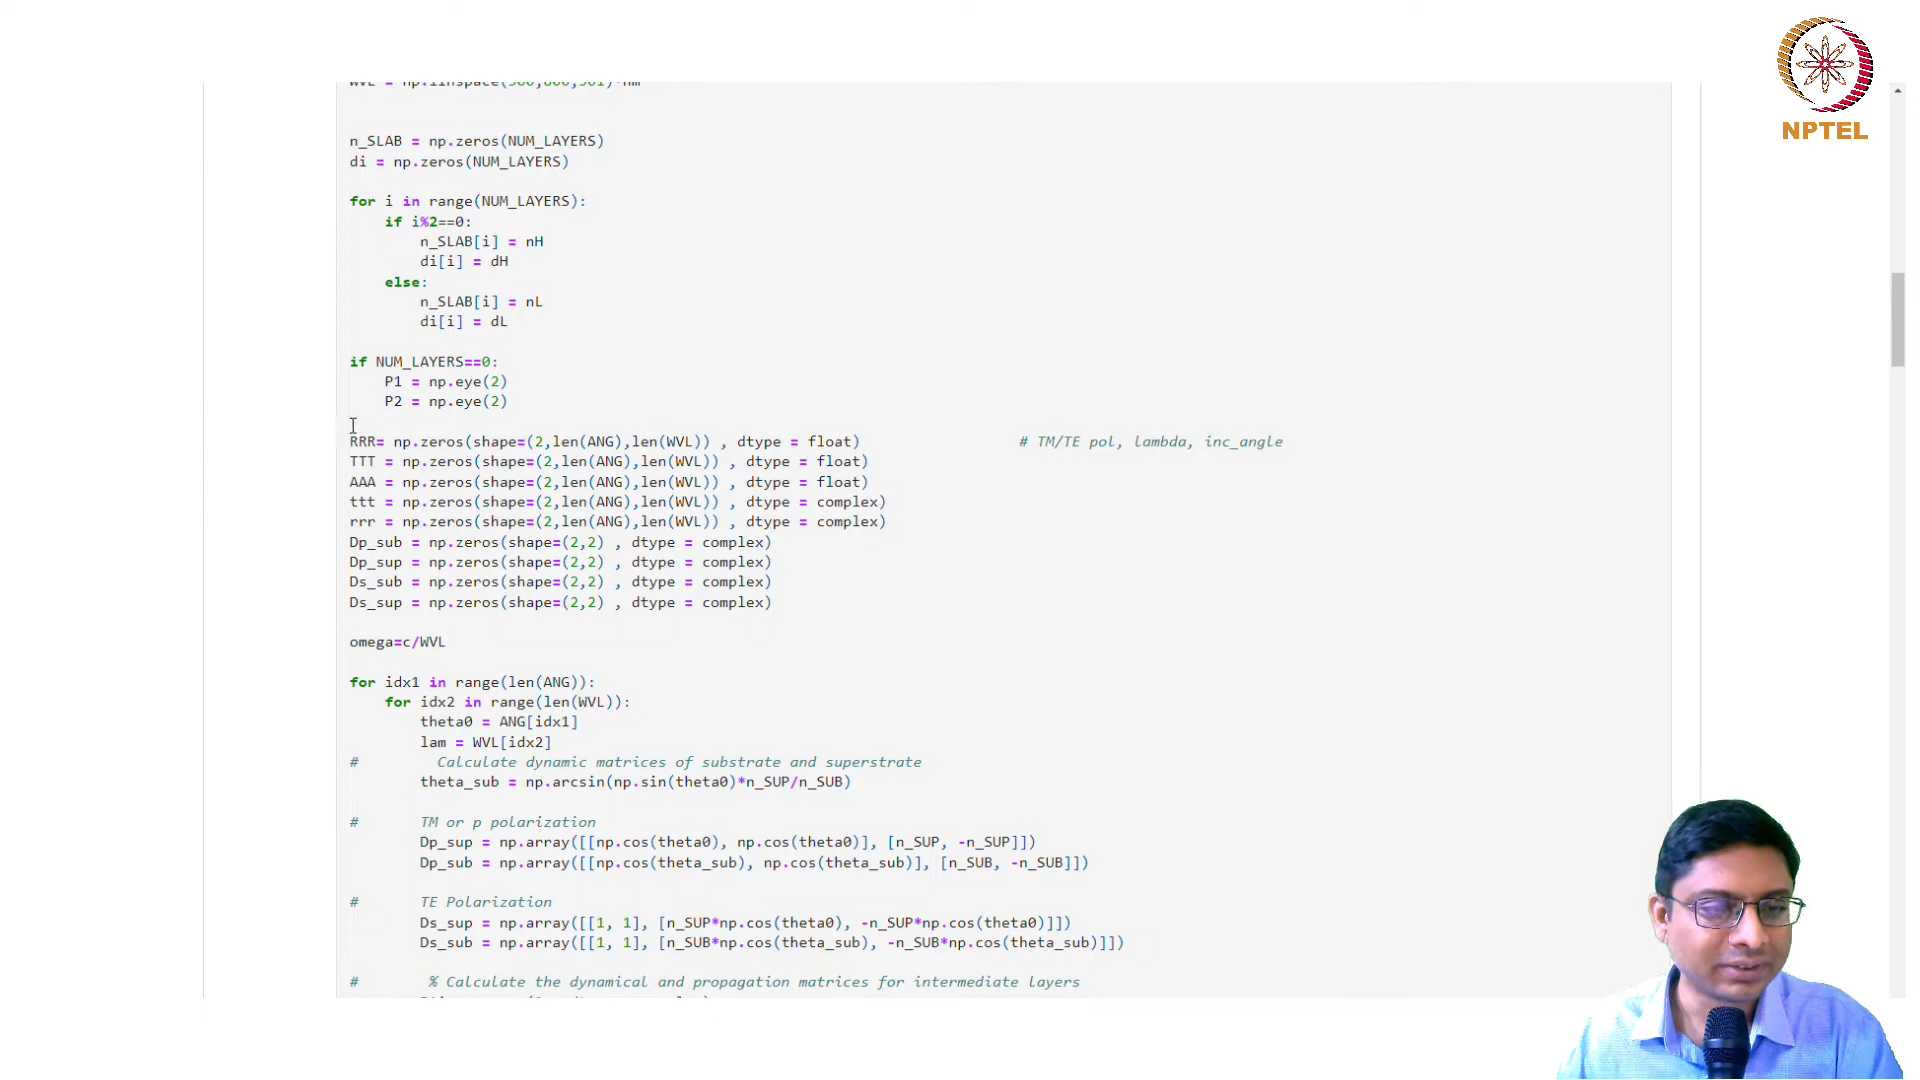 NPTEL
n_SLAB = np.zeros(NUM_LAYERS)
di = np.zeros(NUM_LAYERS)
for i in range(NUM_LAYERS):
    if i%2==0:
        n_SLAB[i] = nH
        di[i] = dH
    else:
        n_SLAB[i] = nL
        di[i] = dL
if NUM_LAYERS==0:
    P1 = np.eye(2)
    P2 = np.eye(2)
RRR= np.zeros(shape=(2,len(ANG),len(WVL)) , dtype = float)                  # TM/TE pol, lambda, inc_angle
TTT = np.zeros(shape=(2,len(ANG),len(WVL)) , dtype = float)
AAA = np.zeros(shape=(2,len(ANG),len(WVL)) , dtype = float)
ttt = np.zeros(shape=(2,len(ANG),len(WVL)) , dtype = complex)
rrr = np.zeros(shape=(2,len(ANG),len(WVL)) , dtype = complex)
Dp_sub = np.zeros(shape=(2,2) , dtype = complex)
Dp_sup = np.zeros(shape=(2,2) , dtype = complex)
Ds_sub = np.zeros(shape=(2,2) , dtype = complex)
Ds_sup = np.zeros(shape=(2,2) , dtype = complex)
omega=c/WVL
for idx1 in range(len(ANG)):
    for idx2 in range(len(WVL)):
        theta0 = ANG[idx1]
        lam = WVL[idx2]
#         Calculate dynamic matrices of substrate and superstrate
        theta_sub = np.arcsin(np.sin(theta0)*n_SUP/n_SUB)
#       TM or p polarization
        Dp_sup = np.array([[np.cos(theta0), np.cos(theta0)], [n_SUP, -n_SUP]])
        Dp_sub = np.array([[np.cos(theta_sub), np.cos(theta_sub)], [n_SUB, -n_SUB]])
#       TE Polarization
        Ds_sup = np.array([[1, 1], [n_SUP*np.cos(theta0), -n_SUP*np.cos(theta0)]])
        Ds_sub = np.array([[1, 1], [n_SUB*np.cos(theta_sub), -n_SUB*np.cos(theta_sub)]])
#        % Calculate the dynamical and propagation matrices for intermediate layers